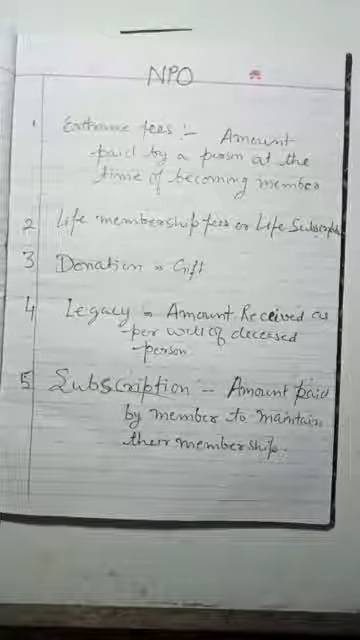 NPO
1 Entrance fees :- Amount
paid by a person at the
time of becoming member
2 Life membership fees or Life Subscrip
3 Donation = Gift
4 Legacy = Amount Received as
per will of deceased
person
5 Subscription - Amount paid
by member to maintain
their membership.